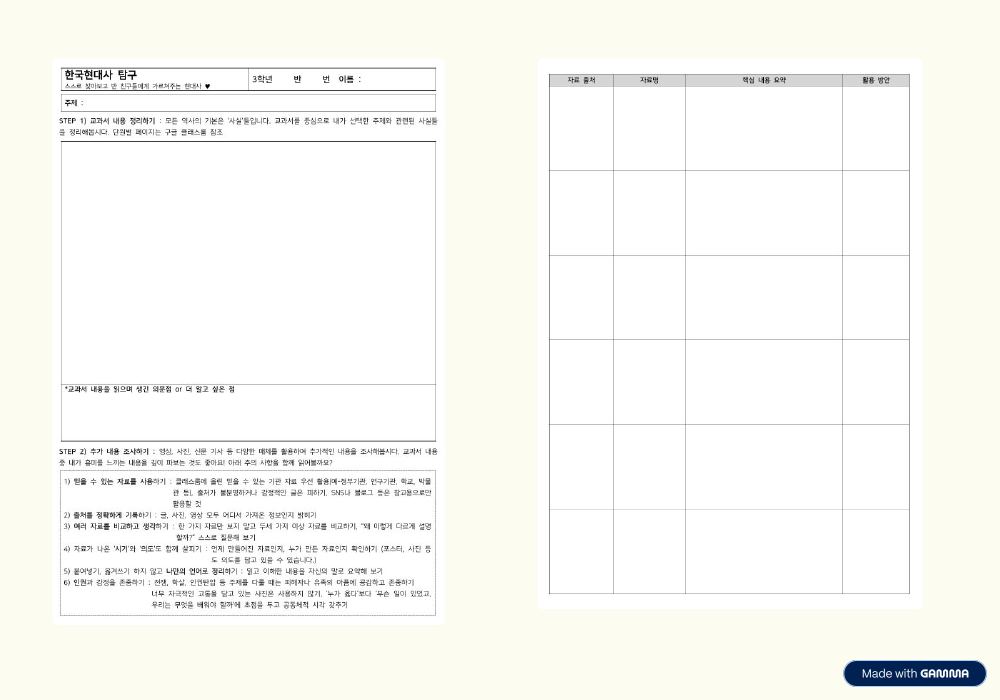 한국현대사 탐구
스스로 찾아보고 반 친구들에게 가르쳐주는 현대사 ♥
3학년 반 번 이름 :
주제 :
STEP 1) 교과서 내용 정리하기 : 모든 역사의 기본은 '사실'들입니다. 교과서를 중심으로 내가 선택한 주제와 관련된 사실들
을 정리해봅시다. 단원별 페이지는 구글 클래스룸 참조
*교과서 내용을 읽으며 생긴 의문점 or 더 알고 싶은 점
STEP 2) 추가 내용 조사하기 : 영상, 사진, 신문 기사 등 다양한 매체를 활용하여 추가적인 내용을 조사해봅시다. 교과서 내용
중 내가 흥미를 느끼는 내용을 깊이 파보는 것도 좋아요! 아래 주의 사항을 함께 읽어볼까요?
1) 믿을 수 있는 자료를 사용하기 : 클래스룸에 올린 믿을 수 있는 기관 자료 우선 활용(예-정부기관, 연구기관, 학교, 박물
관 등), 출처가 불분명하거나 감정적인 글은 피하기, SNS나 블로그 등은 참고용으로만
활용할 것
2) 출처를 정확하게 기록하기 : 글, 사진, 영상 모두 어디서 가져온 정보인지 밝히기
3) 여러 자료를 비교하고 생각하기 : 한 가지 자료만 보지 말고 두세 가지 이상 자료를 비교하기, "왜 이렇게 다르게 설명
할까?" 스스로 질문해 보기
4) 자료가 나온 '시기'와 '의도'도 함께 살피기 : 언제 만들어진 자료인지, 누가 만든 자료인지 확인하기 (포스터, 사진 등
도 의도를 담고 있을 수 있습니다.)
5) 붙여넣기, 옮겨쓰기 하지 않고 나만의 언어로 정리하기 : 읽고 이해한 내용을 자신의 말로 요약해 보기
6) 인권과 감정을 존중하기 : 전쟁, 학살, 인권탄압 등 주제를 다룰 때는 피해자나 유족의 아픔에 공감하고 존중하기
너무 자극적인 고통을 담고 있는 사진은 사용하지 않기, '누가 옳다'보다 '무슨 일이 있었고,
우리는 무엇을 배워야 할까'에 초점을 두고 공동체적 시각 갖추기
자료 출처 자료명 핵심 내용 요약 활용 방안
Made with GAMMA